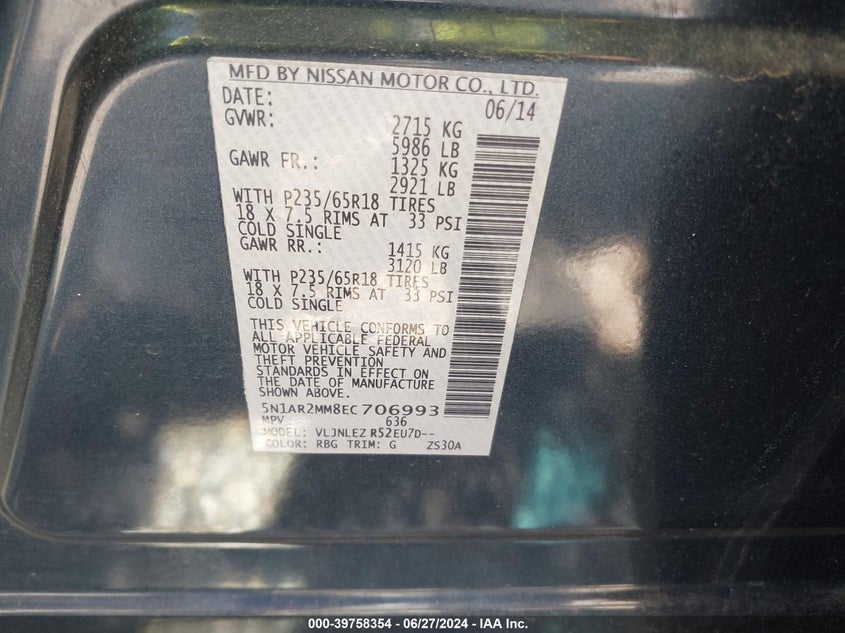 MFD BY NISSAN MOTOR CO., LTD.
DATE: 06/14
GVWR: 2715 KG
5986 LB
GAWR FR.: 1325 KG
2921 LB
WITH P235/65R18 TIRES
18 X 7.5 RIMS AT 33 PSI
COLD SINGLE
GAWR RR.: 1415 KG
3120 LB
WITH P235/65R18 TIRES
18 X 7.5 RIMS AT 33 PSI
COLD SINGLE
THIS VEHICLE CONFORMS TO
ALL APPLICABLE FEDERAL
MOTOR VEHICLE SAFETY AND
THEFT PREVENTION
STANDARDS IN EFFECT ON
THE DATE OF MANUFACTURE
SHOWN ABOVE.
5N1AR2MM8EC706993
MPV 636
MODEL: VLJNLEZ R52EU7D--
COLOR: RBG TRIM: G ZS30A
000-39758354 / 06/27/2024 - IAA Inc.